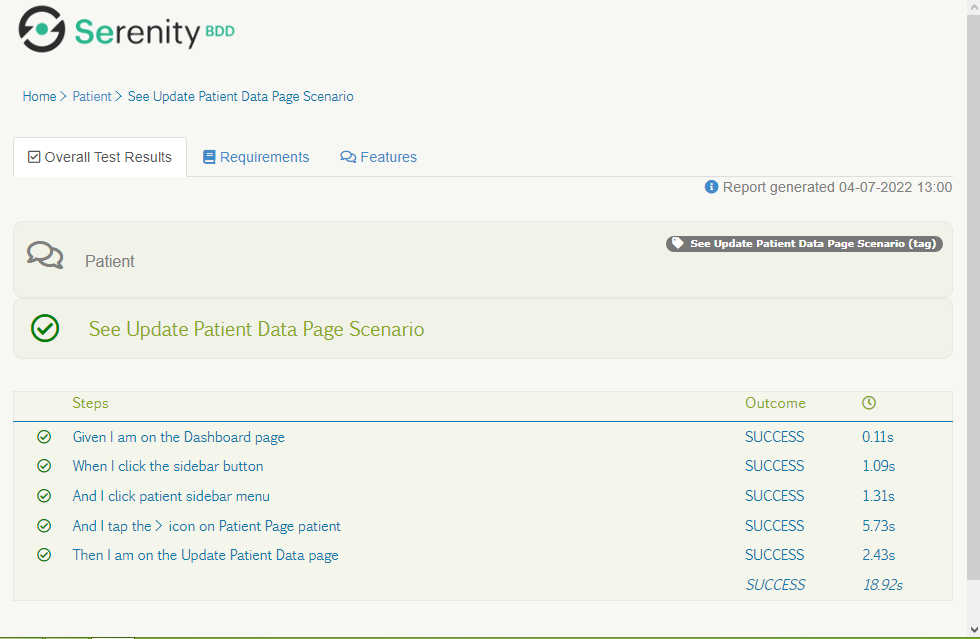 Serenity BDD
Home > Patient > See Update Patient Data Page Scenario
Overall Test Results Requirements Features
Report generated 04-07-2022 13:00
See Update Patient Data Page Scenario (tag)
Patient
See Update Patient Data Page Scenario
Steps Outcome
Given I am on the Dashboard page SUCCESS 0.11s
When I click the sidebar button SUCCESS 1.09s
And I click patient sidebar menu SUCCESS 1.31s
And I tap the > icon on Patient Page patient SUCCESS 5.73s
Then I am on the Update Patient Data page SUCCESS 2.43s
SUCCESS 18.92s